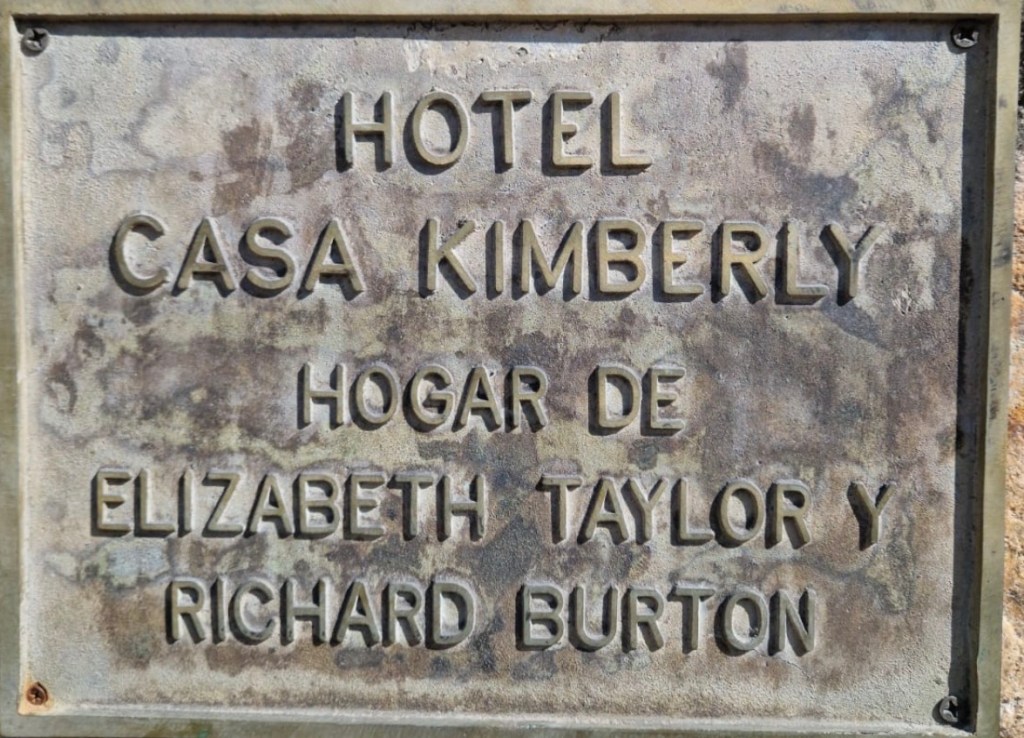 HOTEL
CASA KIMBERLY
HOGAR DE
ELIZABETH TAYLOR Y
RICHARD BURTON